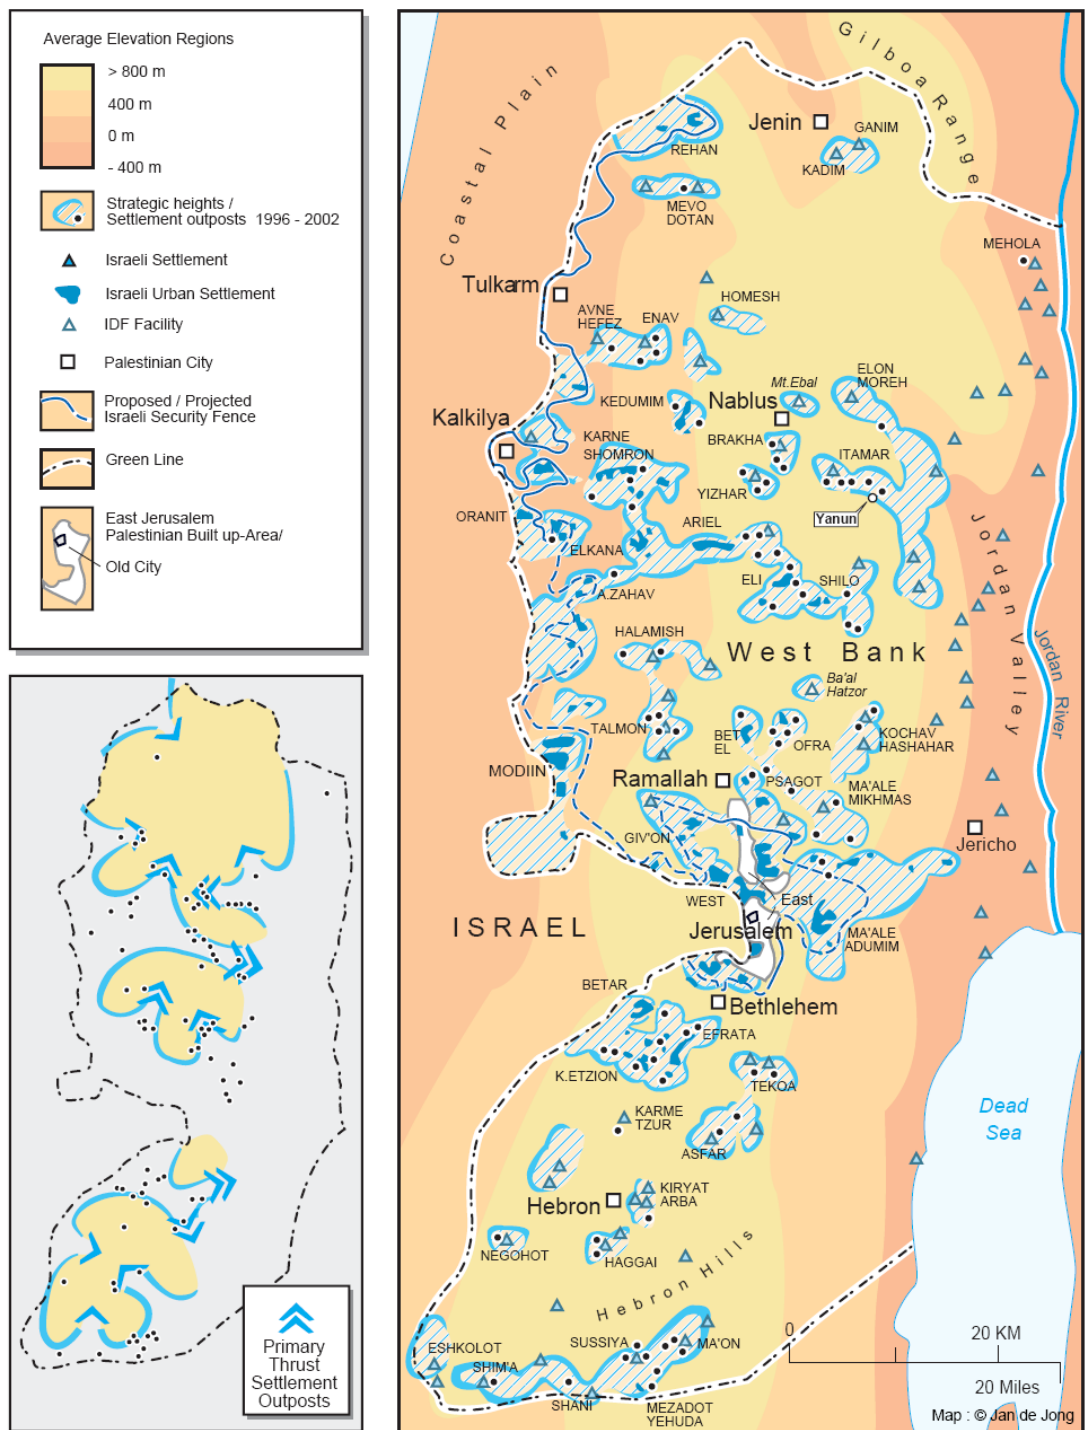 Average Elevation Regions
> 800 m
400 m
0 m
- 400 m
Strategic heights /
Settlement outposts 1996 - 2002
Israeli Settlement
Israeli Urban Settlement
IDF Facility
Palestinian City
Proposed / Projected
Israeli Security Fence
Green Line
East Jerusalem
Palestinian Built up-Area/
Old City
Primary
Thrust
Settlement
Outposts
Coastal Plain
Gilboa Range
Jenin
GANIM
KADIM
REHAN
MEVO
DOTAN
MEHOLA
Tulkarm
HOMESH
AVNE
HEFEZ
ENAV
ELON
MOREH
Mt.Ebal
KEDUMIM
Nablus
Kalkilya
KARNE
SHOMRON
BRAKHA
ITAMAR
YIZHAR
Yanun
ORANIT
ARIEL
ELKANA
ELI
SHILO
A.ZAHAV
Jordan Valley
HALAMISH
West Bank
Jordan
River
Ba'al
Hatzor
TALMON
BET
EL
OFRA
KOCHAV
HASHAHAR
MODIIN
Ramallah
PSAGOT
MA'ALE
MIKHMAS
GIV'ON
Jericho
WEST
East
ISRAEL
Jerusalem
MA'ALE
ADUMIM
BETAR
Bethlehem
EFRATA
K.ETZION
TEKOA
KARME
TZUR
ASFAR
Dead
Sea
KIRYAT
ARBA
Hebron
NEGOHOT
HAGGAI
Hebron Hills
ESHKOLOT
SUSSIYA
MA'ON
SHIM'A
SHANI
MEZADOT
YEHUDA
0
20 KM
20 Miles
Map : © Jan de Jong